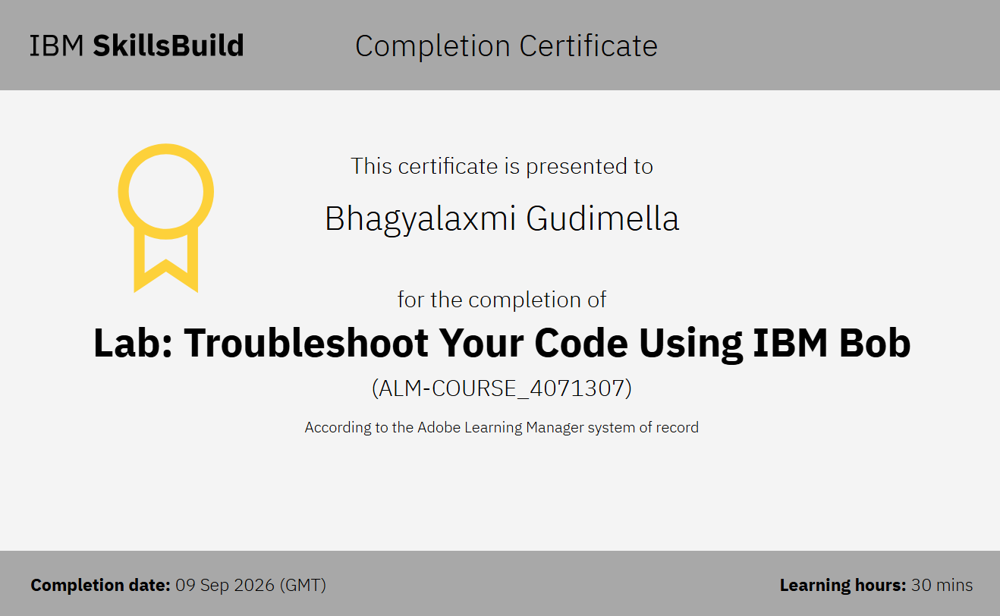 IBM SkillsBuild
Completion Certificate
This certificate is presented to
Bhagyalaxmi Gudimella
for the completion of
Lab: Troubleshoot Your Code Using IBM Bob
(ALM-COURSE_4071307)
According to the Adobe Learning Manager system of record
Completion date: 09 Sep 2026 (GMT)
Learning hours: 30 mins